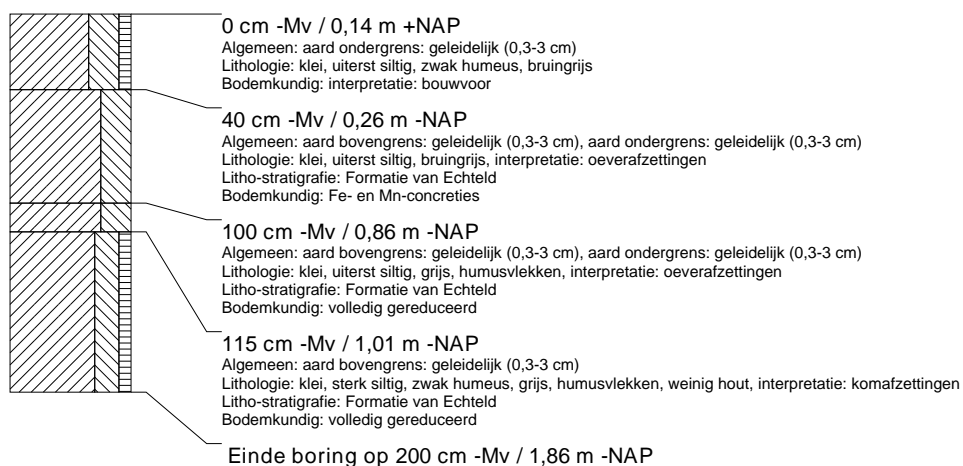 0 cm -Mv / 0,14 m +NAP
Algemeen: aard ondergrens: geleidelijk (0,3-3 cm)
Lithologie: klei, uiterst siltig, zwak humeus, bruingrijs
Bodemkundig: interpretatie: bouwvoor
40 cm -Mv / 0,26 m -NAP
Algemeen: aard bovengrens: geleidelijk (0,3-3 cm), aard ondergrens: geleidelijk (0,3-3 cm)
Lithologie: klei, uiterst siltig, bruingrijs, interpretatie: oeverafzettingen
Litho-stratigrafie: Formatie van Echteld
Bodemkundig: Fe- en Mn-concreties
100 cm -Mv / 0,86 m -NAP
Algemeen: aard bovengrens: geleidelijk (0,3-3 cm), aard ondergrens: geleidelijk (0,3-3 cm)
Lithologie: klei, uiterst siltig, grijs, humusvlekken, interpretatie: oeverafzettingen
Litho-stratigrafie: Formatie van Echteld
Bodemkundig: volledig gereduceerd
115 cm -Mv / 1,01 m -NAP
Algemeen: aard bovengrens: geleidelijk (0,3-3 cm)
Lithologie: klei, sterk siltig, zwak humeus, grijs, humusvlekken, weinig hout, interpretatie: komafzettingen
Litho-stratigrafie: Formatie van Echteld
Bodemkundig: volledig gereduceerd
Einde boring op 200 cm -Mv / 1,86 m -NAP